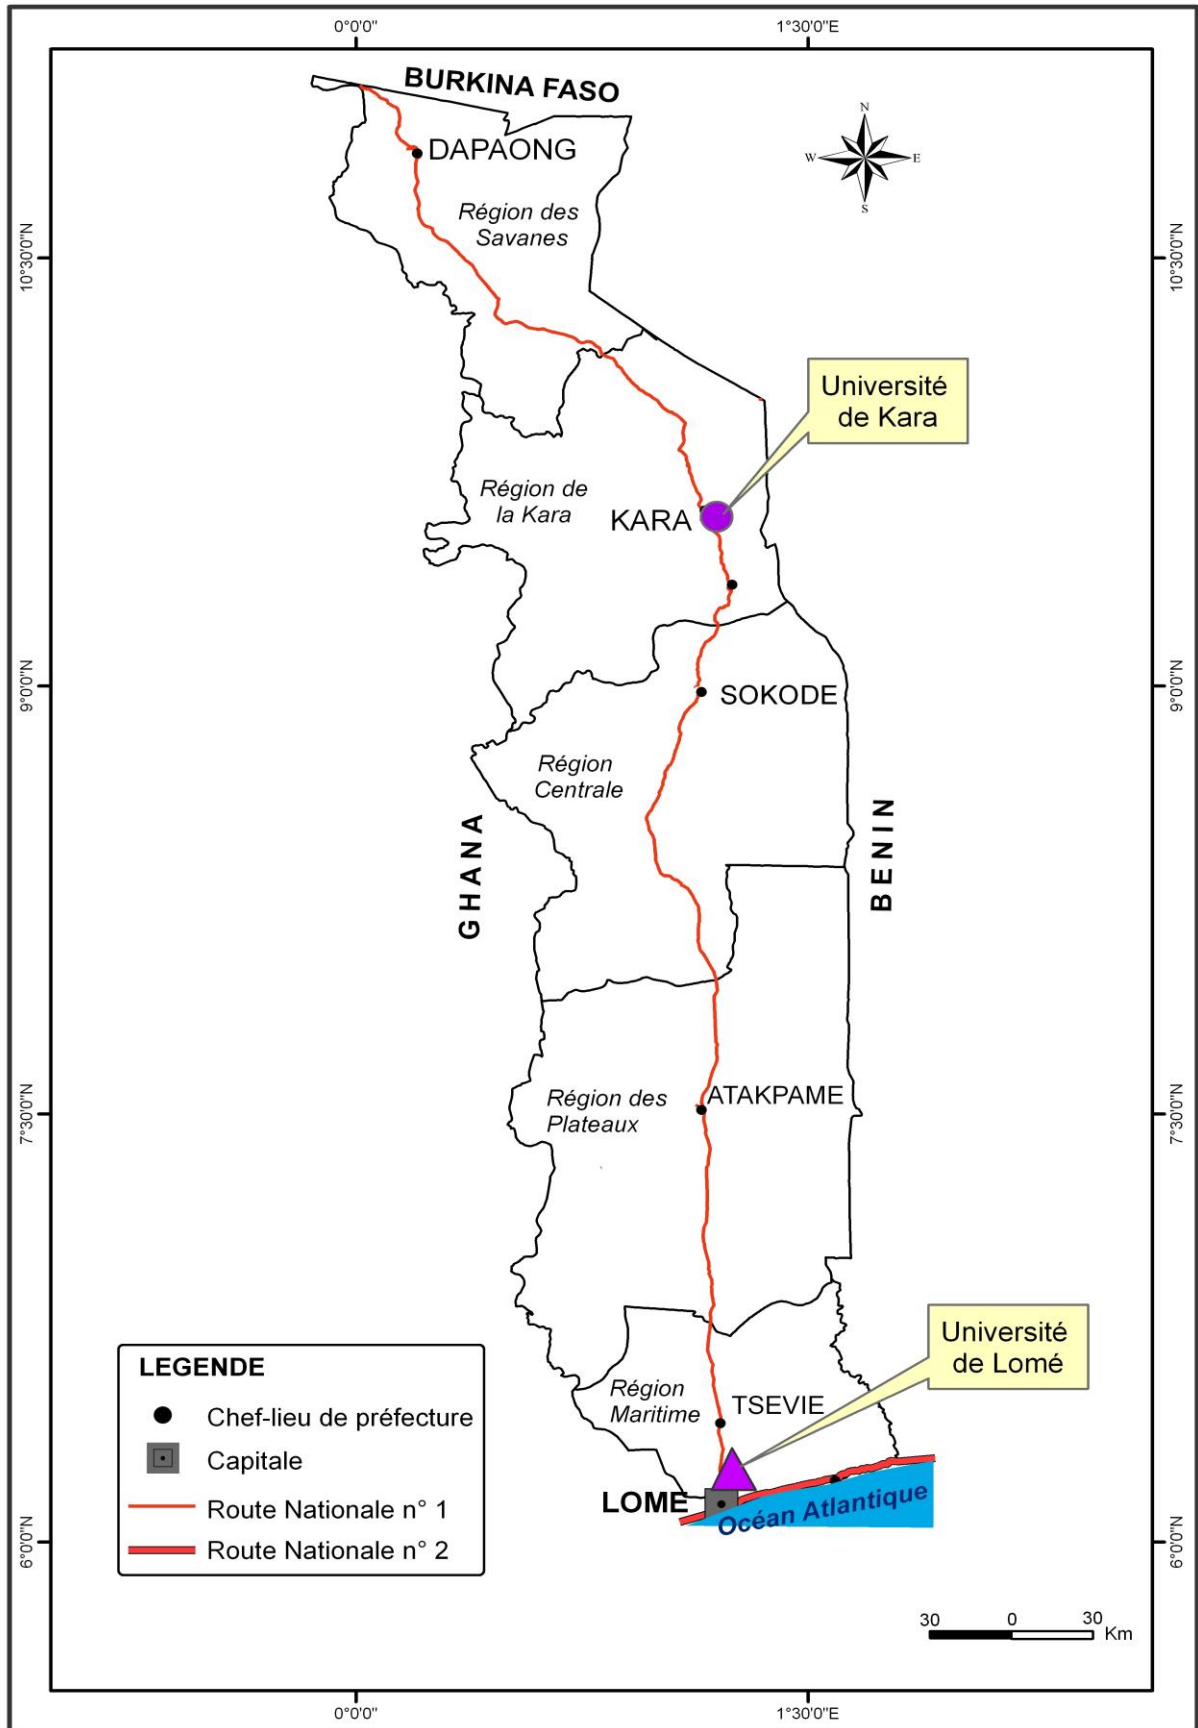 0°0'0"
1°30'0"E
BURKINA FASO
N
W
E
S
DAPAONG
Région des
Savanes
10°30'0"N
10°30'0"N
Université
de Kara
Région de
la Kara
KARA
9°0'0"N
9°0'0"N
SOKODE
Région
Centrale
GHANA
BENIN
7°30'0"N
7°30'0"N
ATAKPAME
Région des
Plateaux
Université
de Lomé
Région
Maritime
TSEVIE
LOME
Océan Atlantique
LEGENDE
Chef-lieu de préfecture
Capitale
Route Nationale n° 1
Route Nationale n° 2
6°0'0"N
6°0'0"N
30 0 30
Km
0°0'0"
1°30'0"E